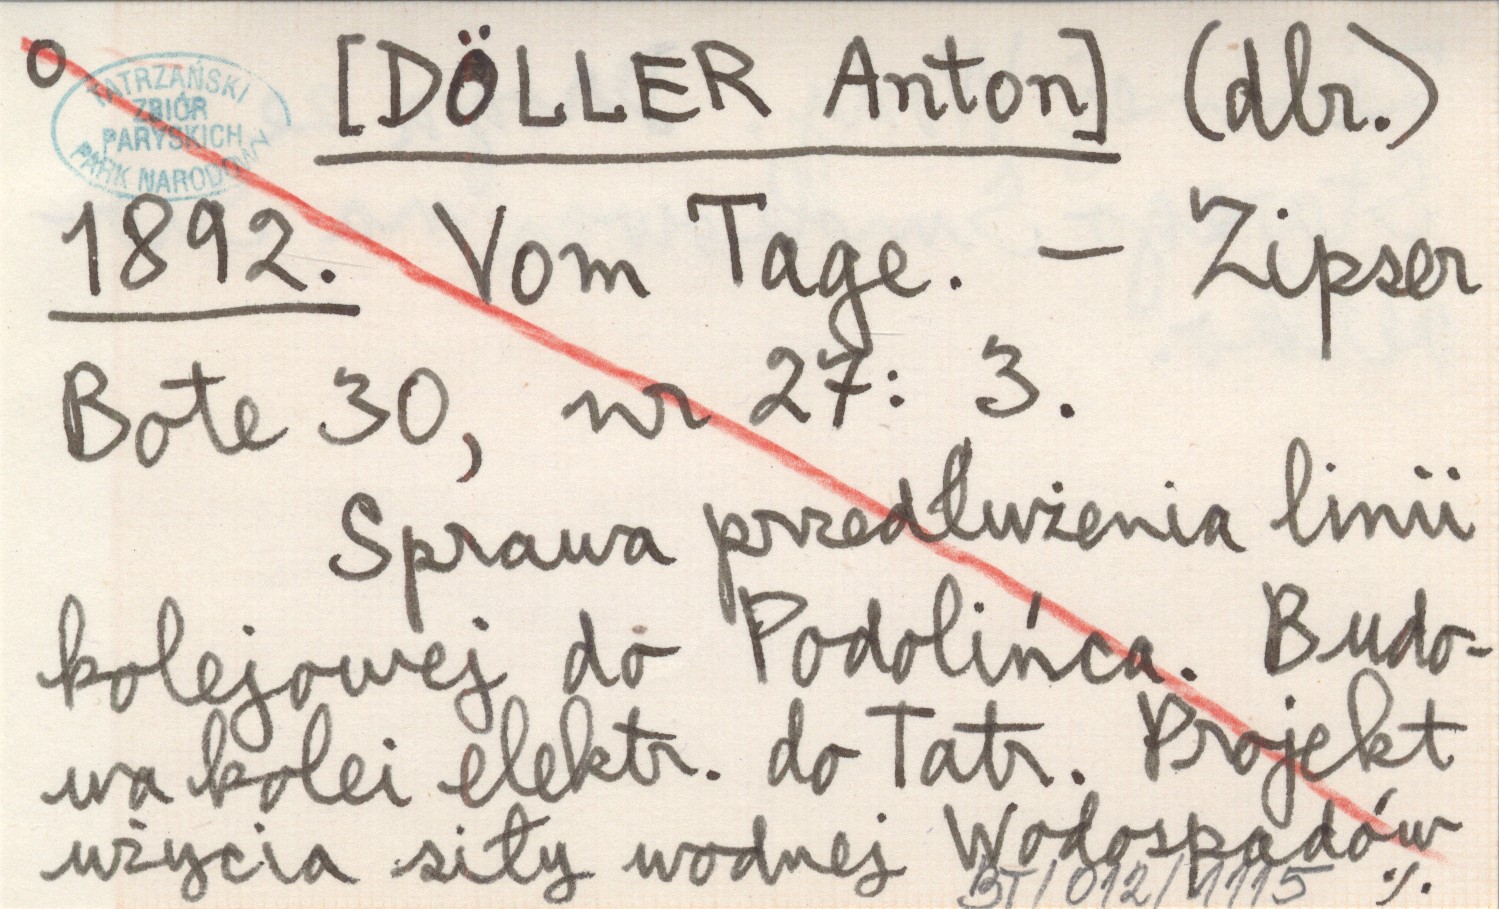 o [DÖLLER Anton] (dbr.)
TATRZAŃSKI
ZBIÓR
PARYSKICH
PARK NARODOWY
1892. Vom Tage. – Zipser
Bote 30, nr 27: 3.
Sprawa przedłużenia linii
kolejowej do Podolińca. Budo-
wa kolei elektr. do Tatr. Projekt
użycia siły wodnej Wodospadów
BT/012/1115 ./.